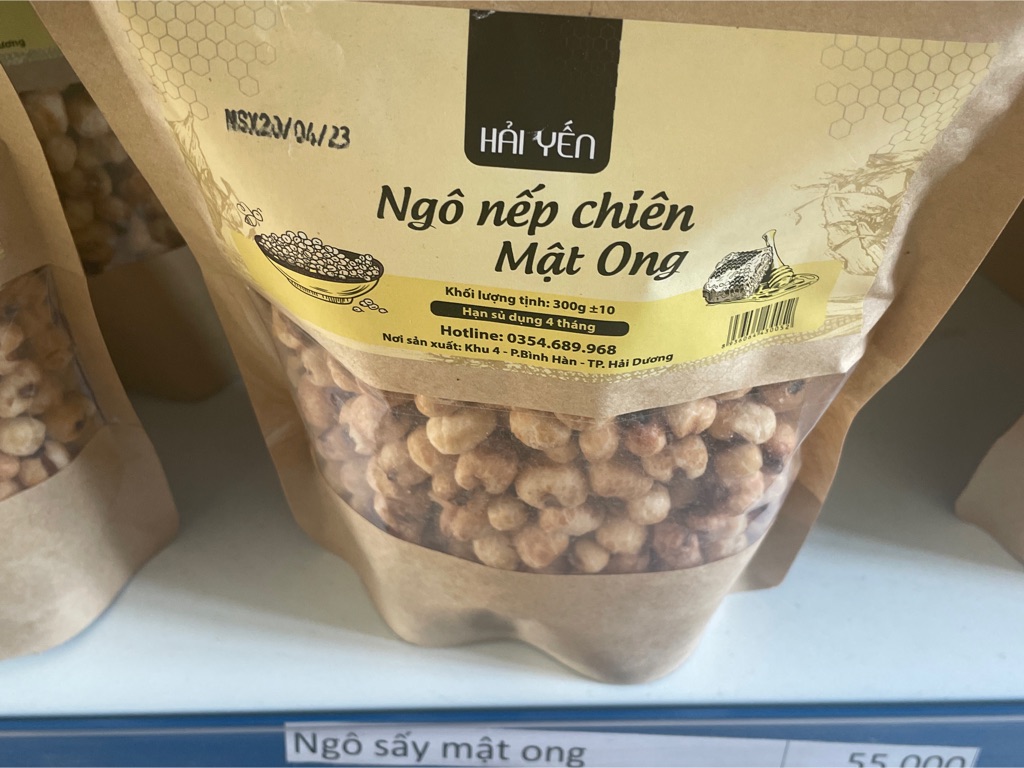 NSX20/04/23
HẢI YẾN
Ngô nếp chiên
Mật Ong
Khối lượng tịnh: 300g ±10
Hạn sử dụng 4 tháng
Hotline: 0354.689.968
Nơi sản xuất: Khu 4 - P.Bình Hàn - TP. Hải Dương
Ngô sấy mật ong
55.000